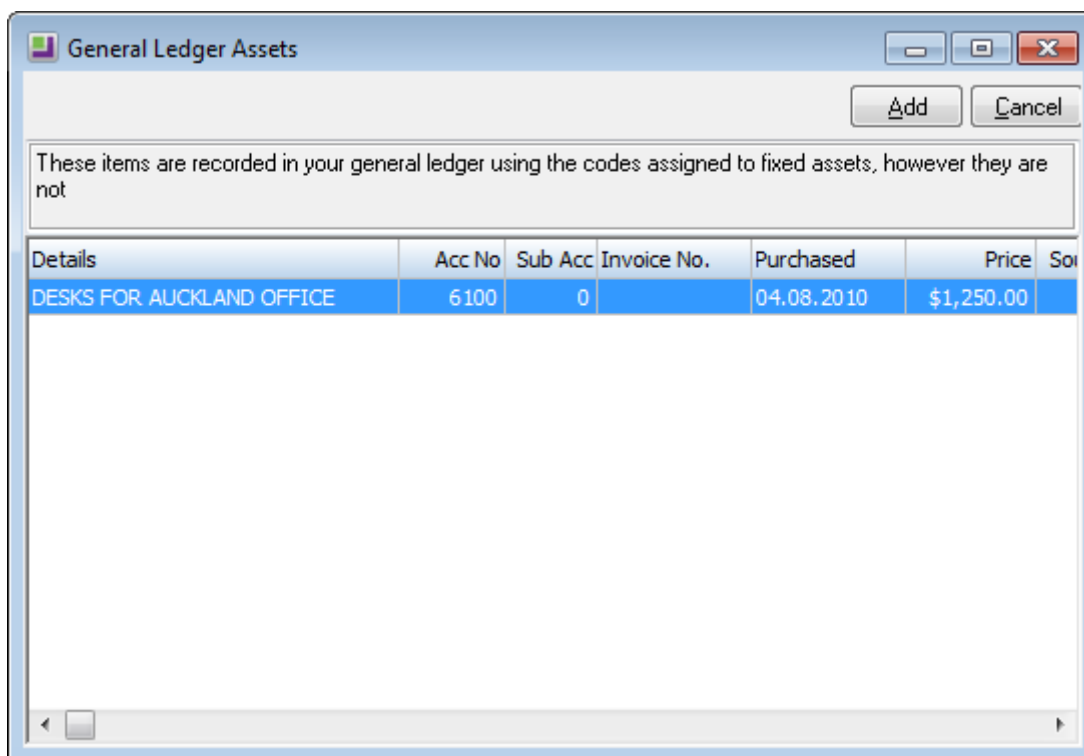 General Ledger Assets
Add Cancel
These items are recorded in your general ledger using the codes assigned to fixed assets, however they are
not
Details Acc No Sub Acc Invoice No. Purchased Price Sou
DESKS FOR AUCKLAND OFFICE 6100 0 04.08.2010 $1,250.00